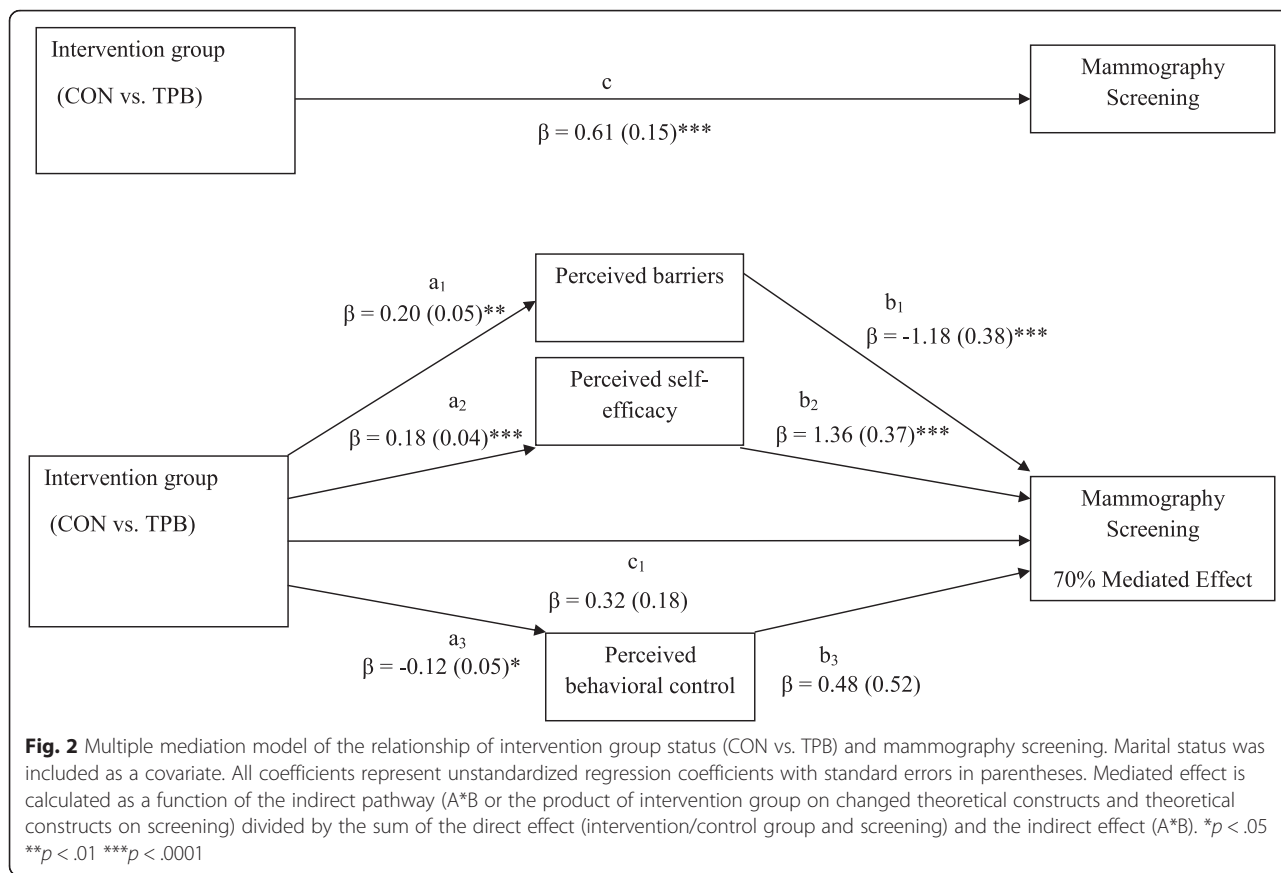 Intervention group
(CON vs. TPB)
c
β = 0.61 (0.15)***
Mammography
Screening
Perceived barriers
a₁
β = 0.20 (0.05)**
b₁
β = -1.18 (0.38)***
Perceived self-
efficacy
a₂
β = 0.18 (0.04)***
b₂
β = 1.36 (0.37)***
Intervention group
(CON vs. TPB)
Mammography
Screening
70% Mediated Effect
c₁
β = 0.32 (0.18)
a₃
β = -0.12 (0.05)*
Perceived
behavioral control
b₃
β = 0.48 (0.52)
Fig. 2 Multiple mediation model of the relationship of intervention group status (CON vs. TPB) and mammography screening. Marital status was
included as a covariate. All coefficients represent unstandardized regression coefficients with standard errors in parentheses. Mediated effect is
calculated as a function of the indirect pathway (A*B or the product of intervention group on changed theoretical constructs and theoretical
constructs on screening) divided by the sum of the direct effect (intervention/control group and screening) and the indirect effect (A*B). *p < .05
**p < .01 ***p < .0001